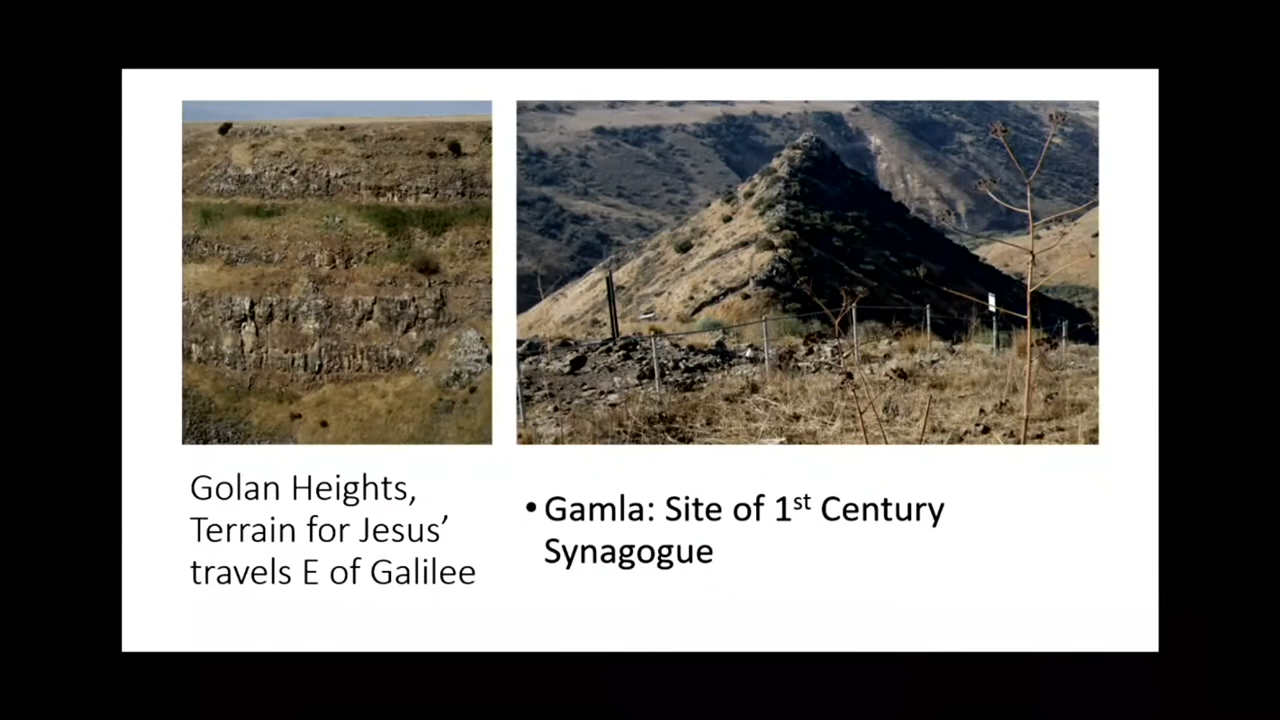 Golan Heights,
Terrain for Jesus’
travels E of Galilee
• Gamla: Site of 1st Century
Synagogue